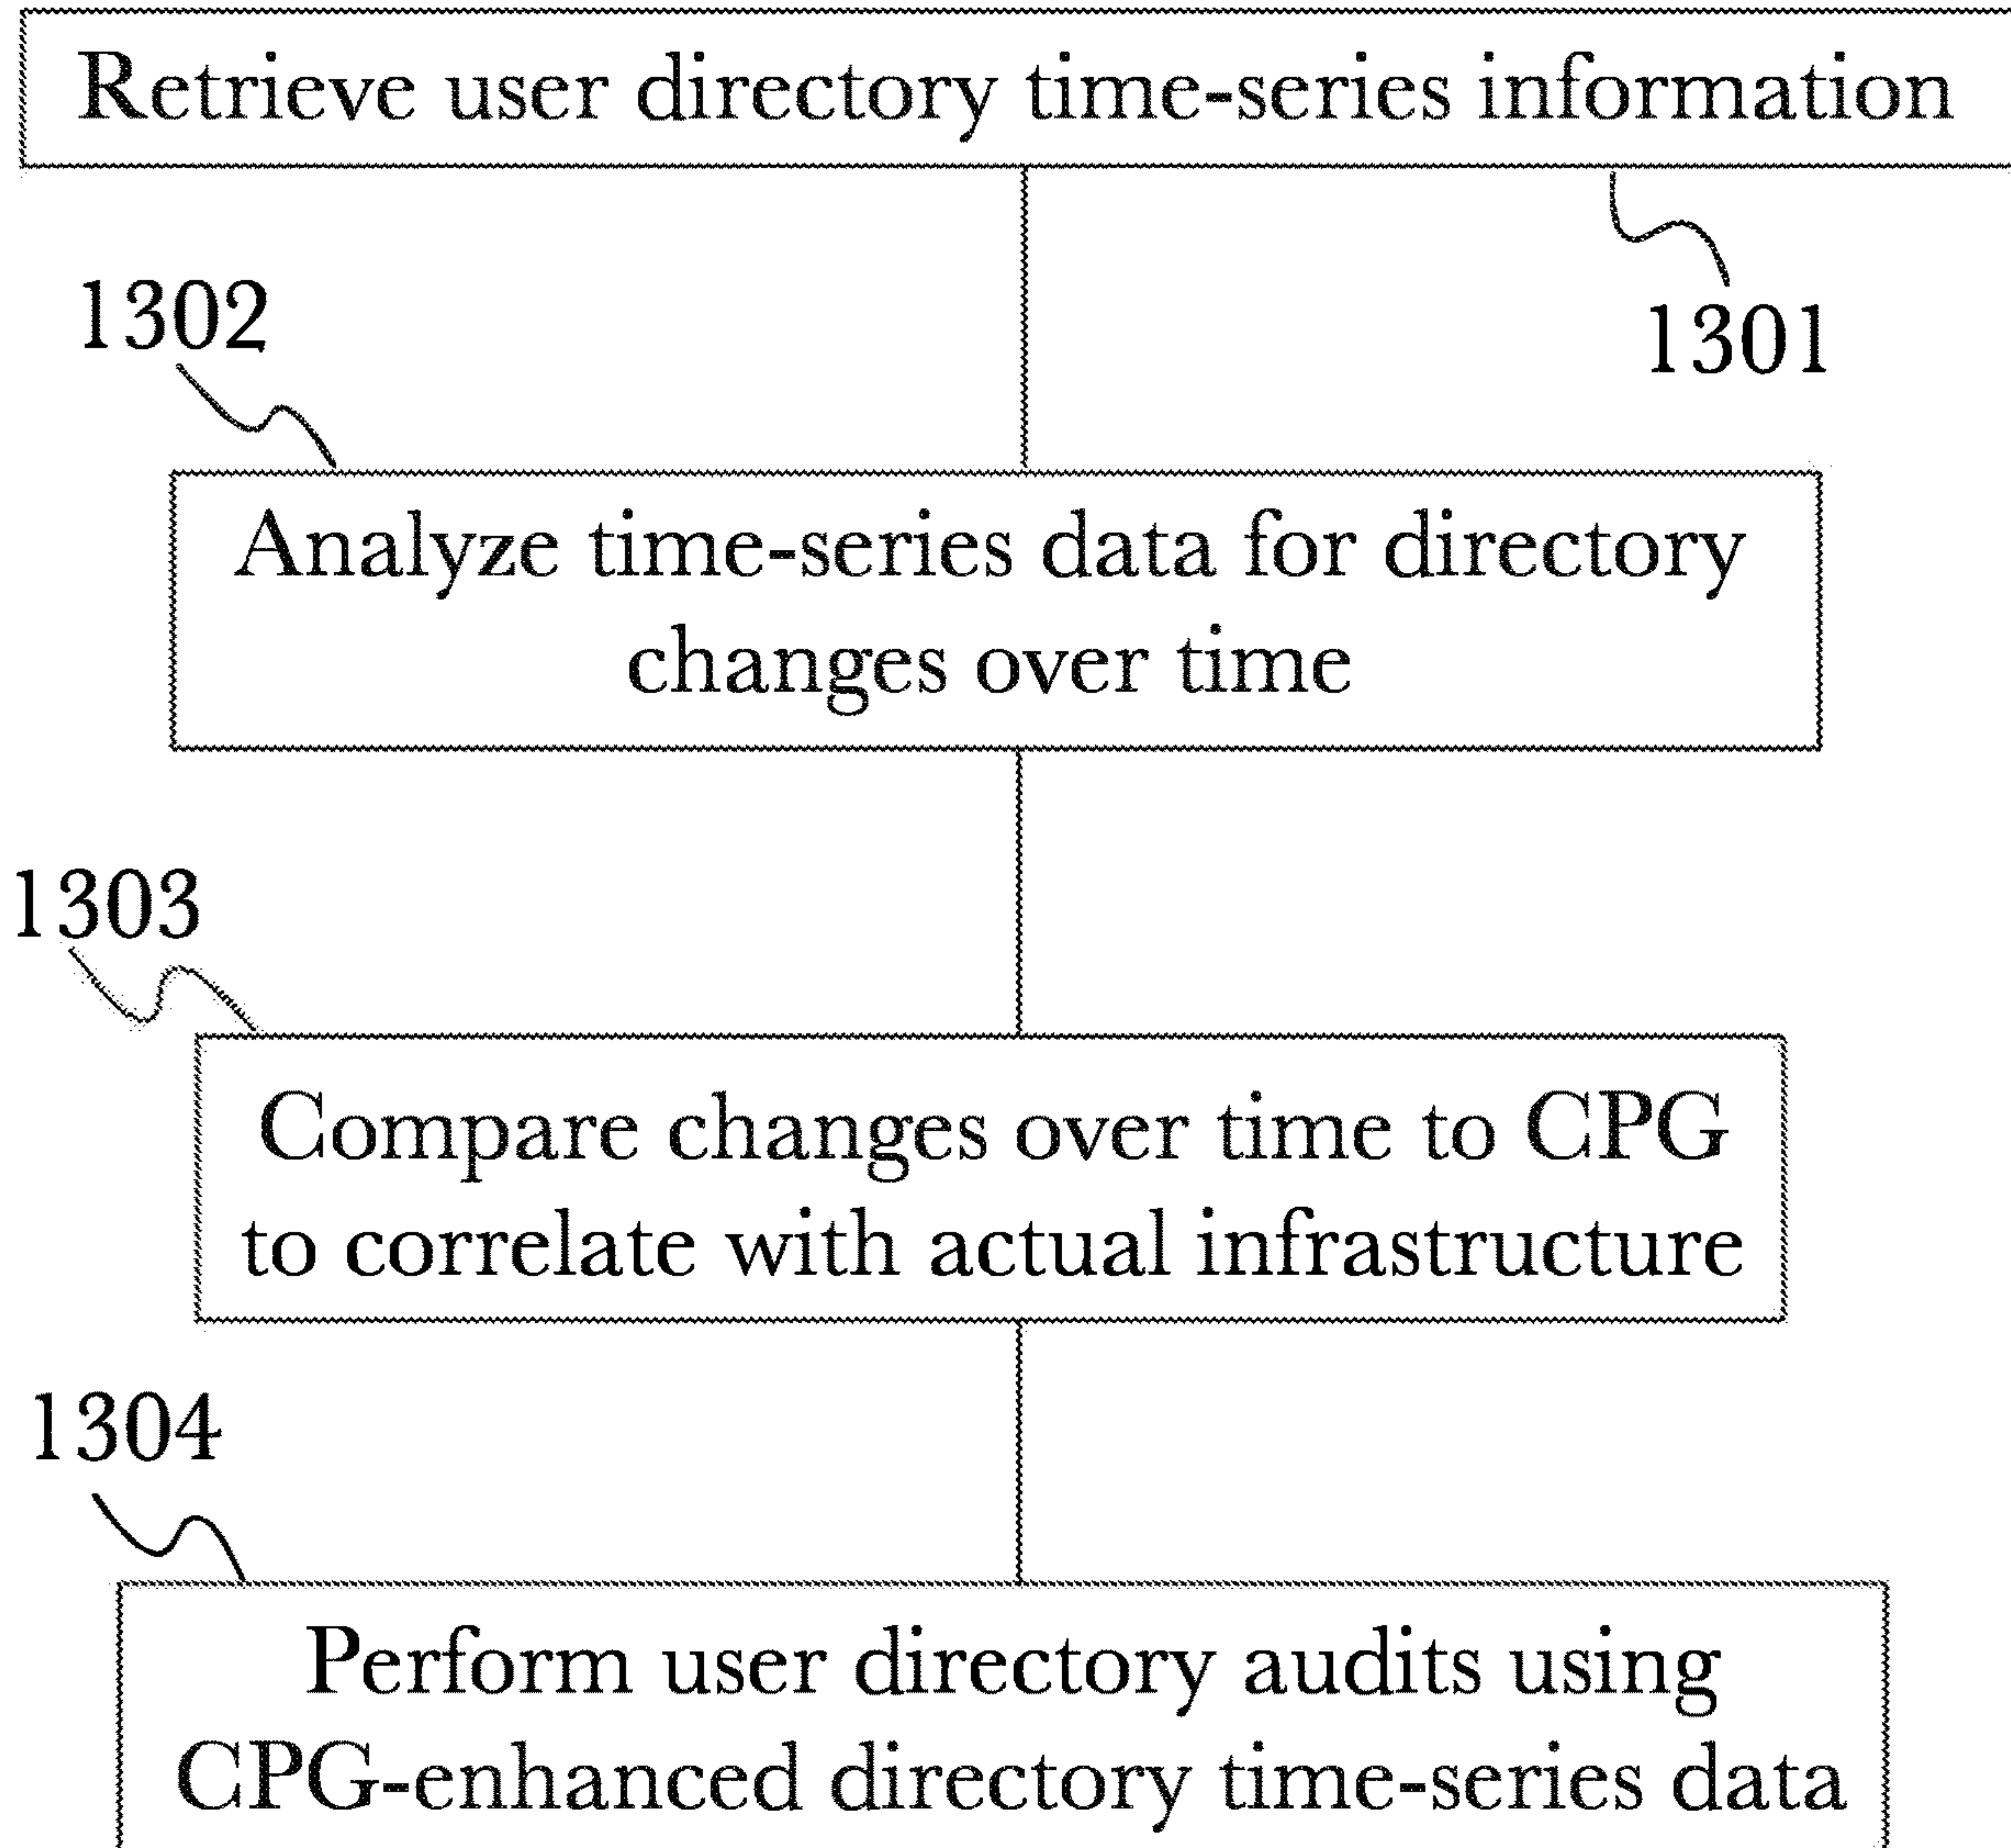 Retrieve user directory time-series information
1302
1301
Analyze time-series data for directory
changes over time
1303
Compare changes over time to CPG
to correlate with actual infrastructure
1304
Perform user directory audits using
CPG-enhanced directory time-series data